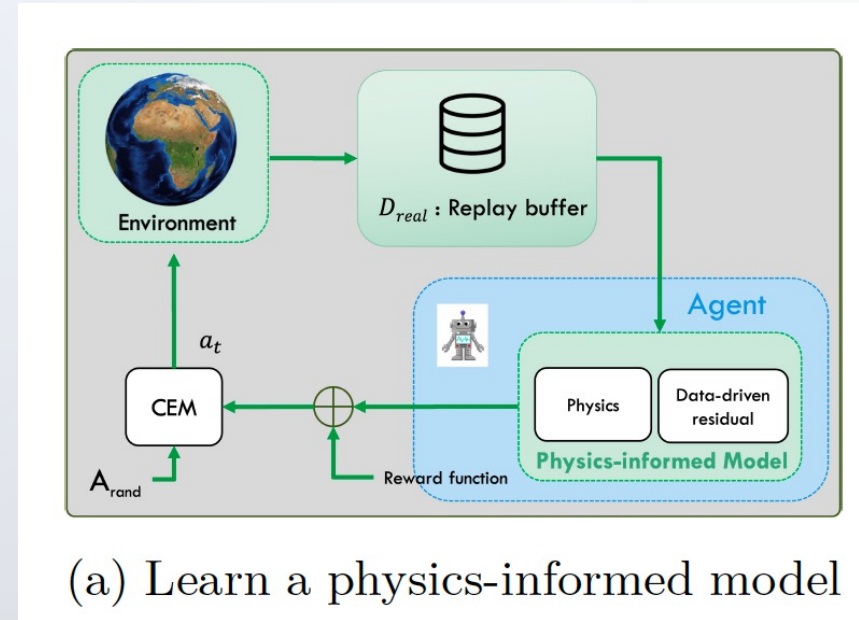 Environment
D_real : Replay buffer
Agent
a_t
CEM
Physics
Data-driven
residual
Physics-informed Model
A_rand
Reward function
(a) Learn a physics-informed model